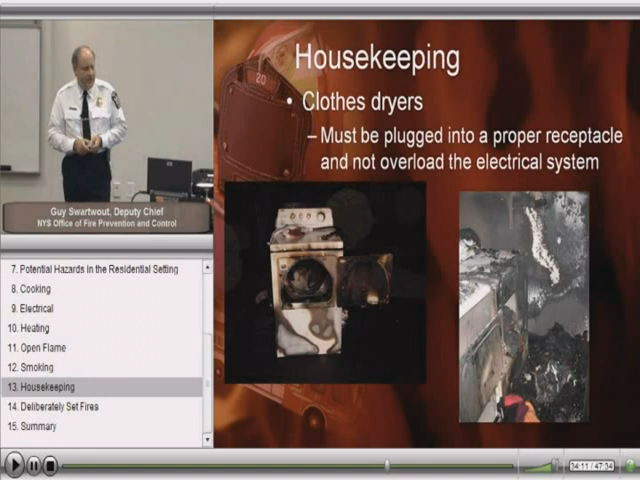 Housekeeping
• Clothes dryers
– Must be plugged into a proper receptacle
and not overload the electrical system
20
Guy Swartwout, Deputy Chief
NYS Office of Fire Prevention and Control
7. Potential Hazards in the Residential Setting
8. Cooking
9. Electrical
10. Heating
11. Open Flame
12. Smoking
13. Housekeeping
14. Deliberately Set Fires
15. Summary
34:11 / 47:34